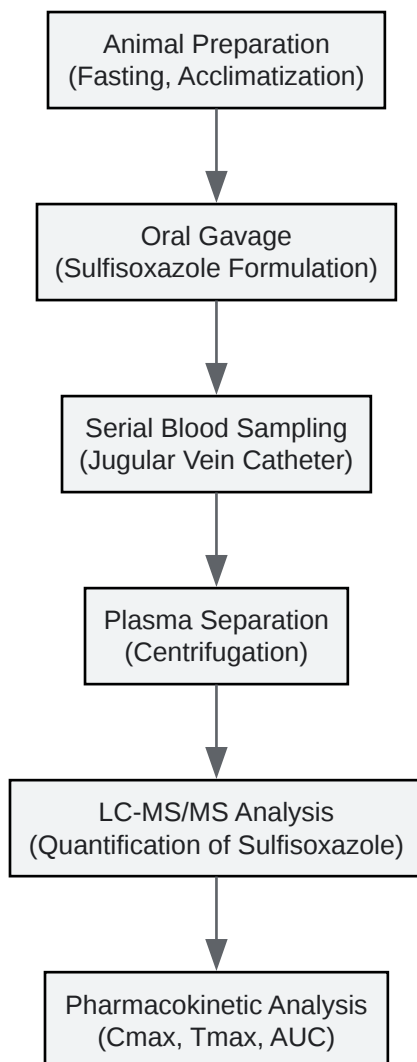 Animal Preparation
(Fasting, Acclimatization)
Oral Gavage
(Sulfisoxazole Formulation)
Serial Blood Sampling
(Jugular Vein Catheter)
Plasma Separation
(Centrifugation)
LC-MS/MS Analysis
(Quantification of Sulfisoxazole)
Pharmacokinetic Analysis
(Cmax, Tmax, AUC)